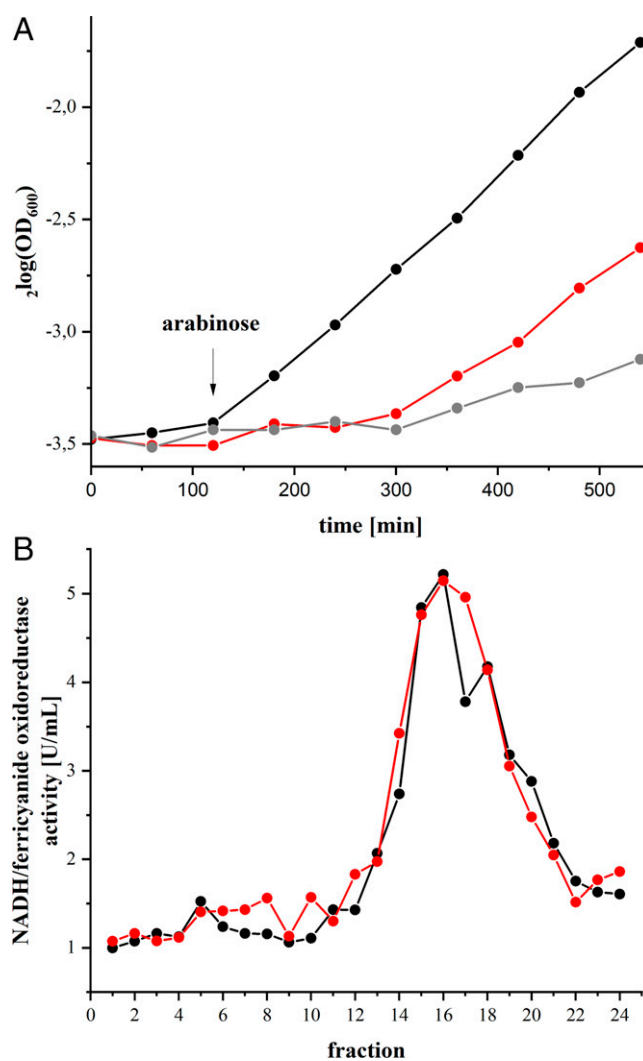 A
-2,0
-2,5
-3,0
-3,5
₂log(OD₆₀₀)
arabinose
0 100 200 300 400 500
time [min]
B
5
4
3
2
1
NADH/ferricyanide oxidoreductase
activity [U/mL]
0 2 4 6 8 10 12 14 16 18 20 22 24
fraction